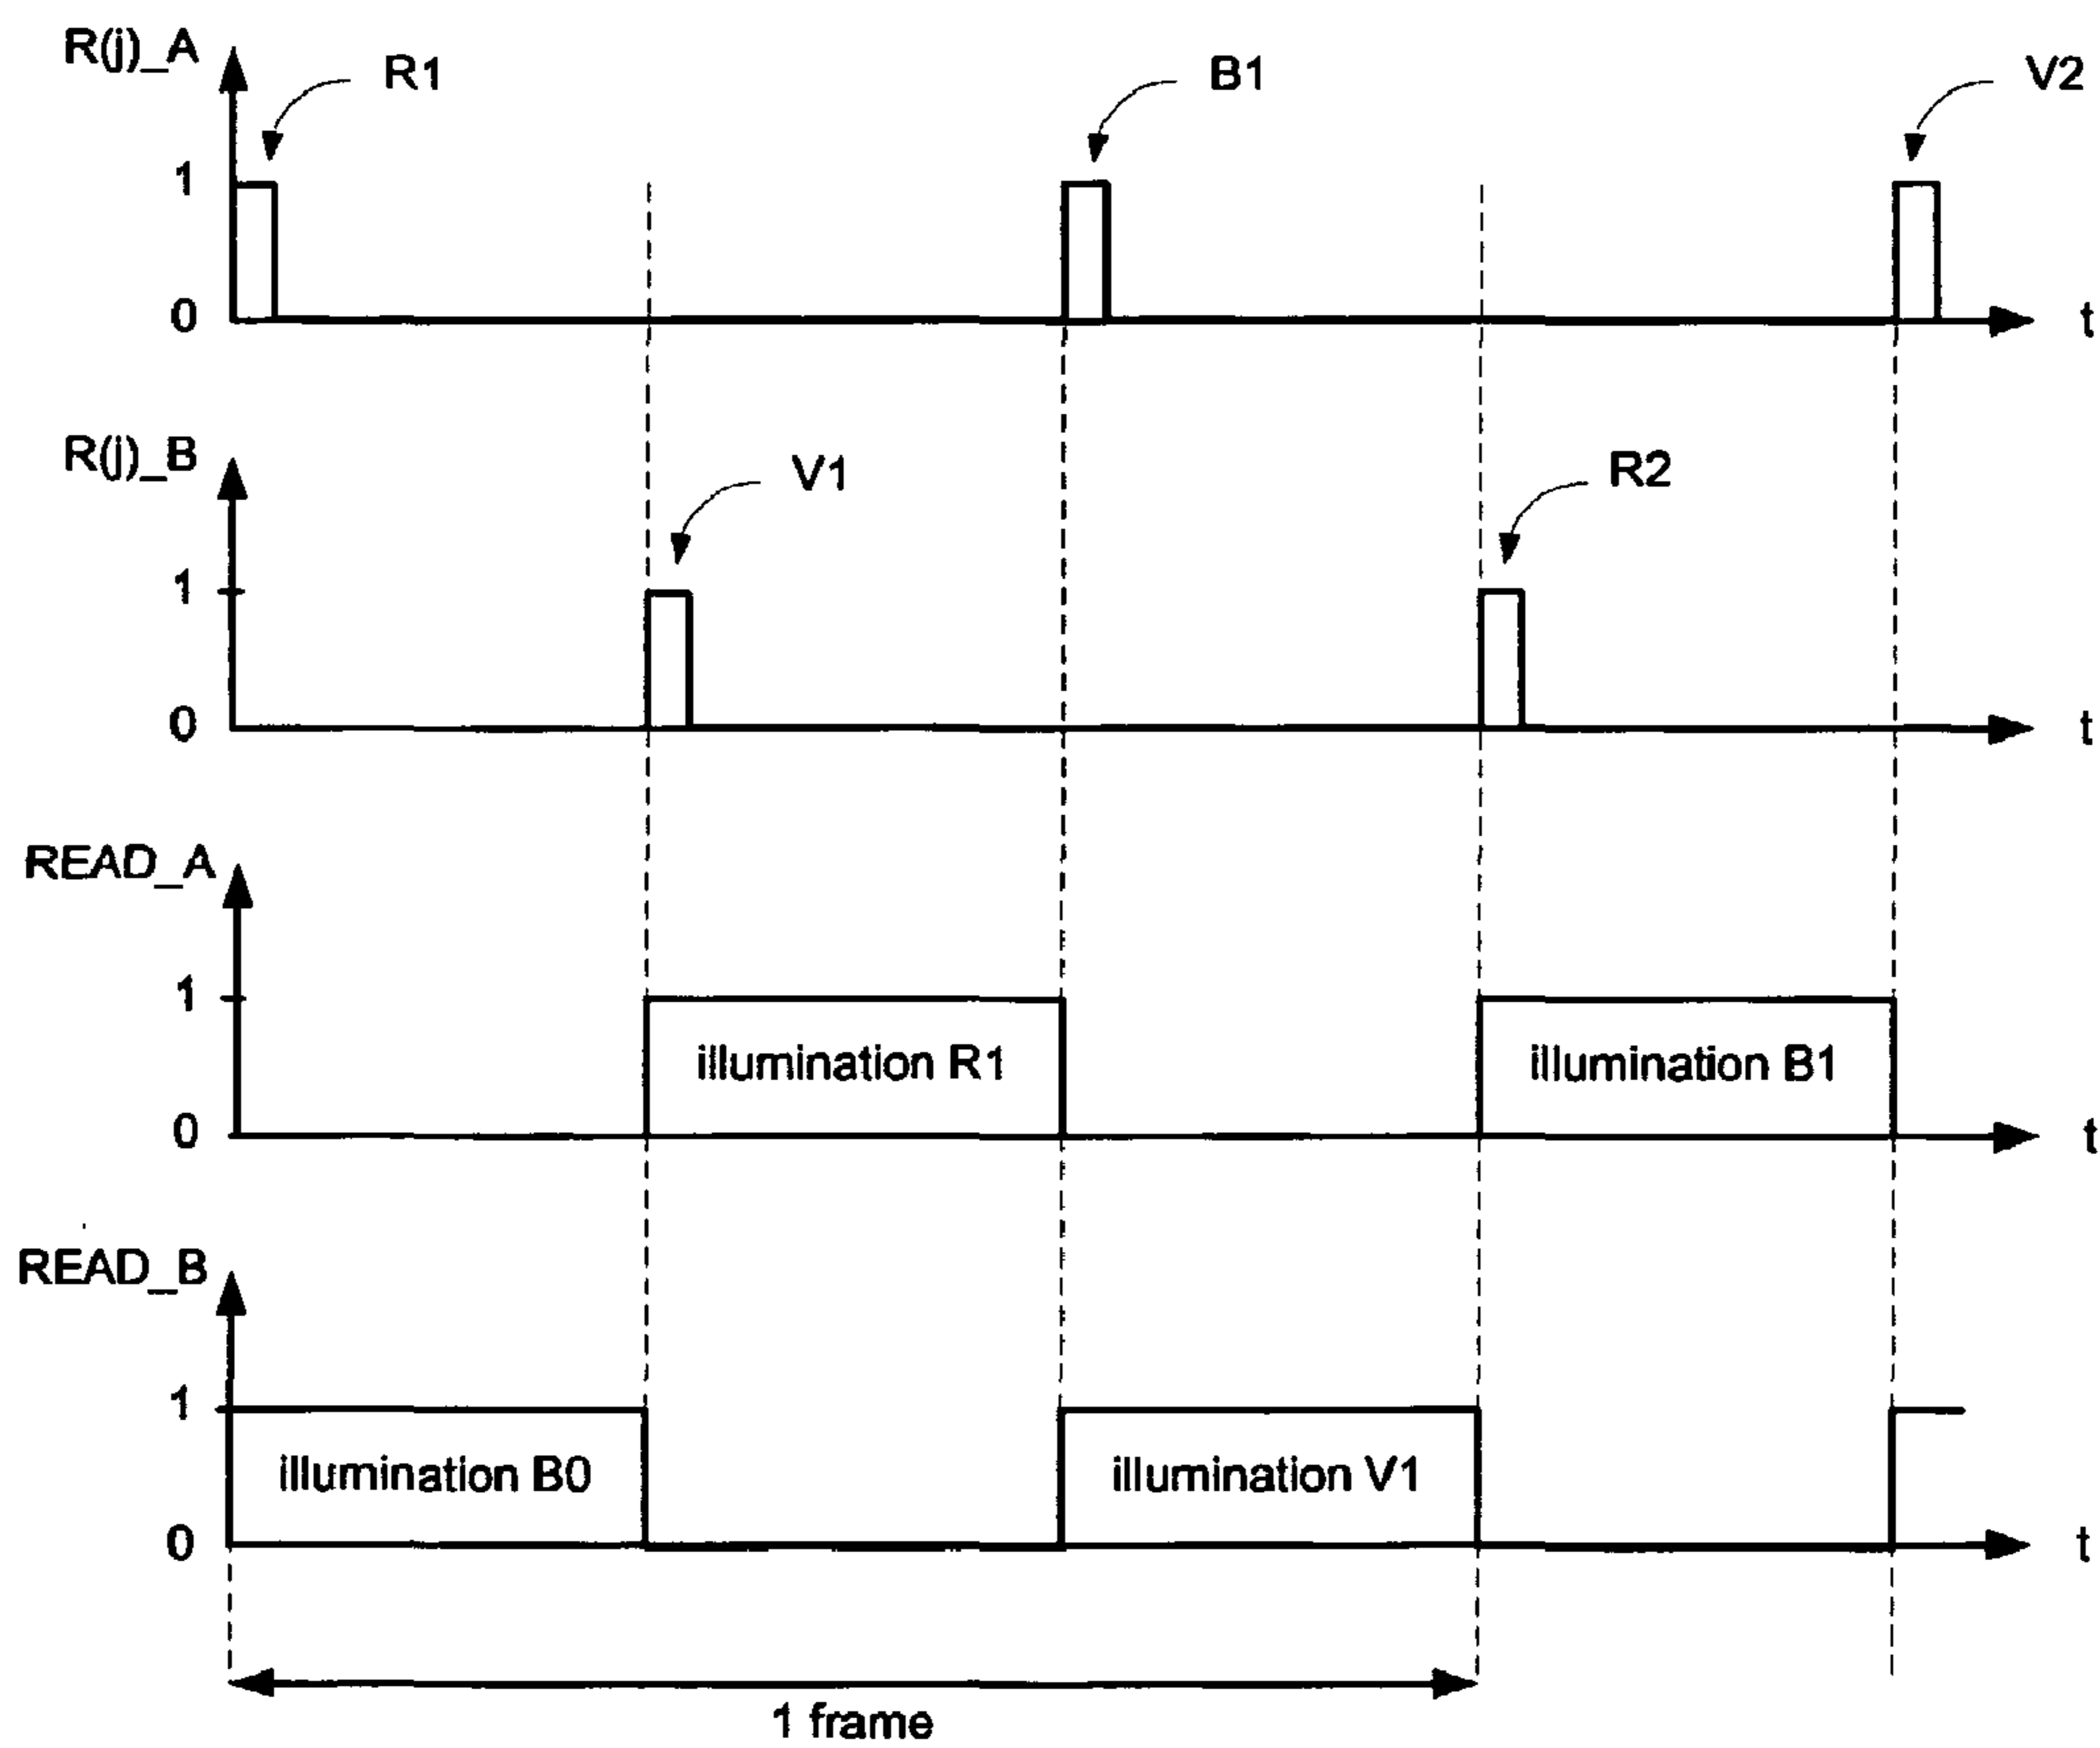 R(j)_A
R1
B1
V2
1
0
t
R(j)_B
V1
R2
1
0
t
READ_A
1
illumination R1
illumination B1
0
t
READ_B
1
illumination B0
illumination V1
0
t
1 frame